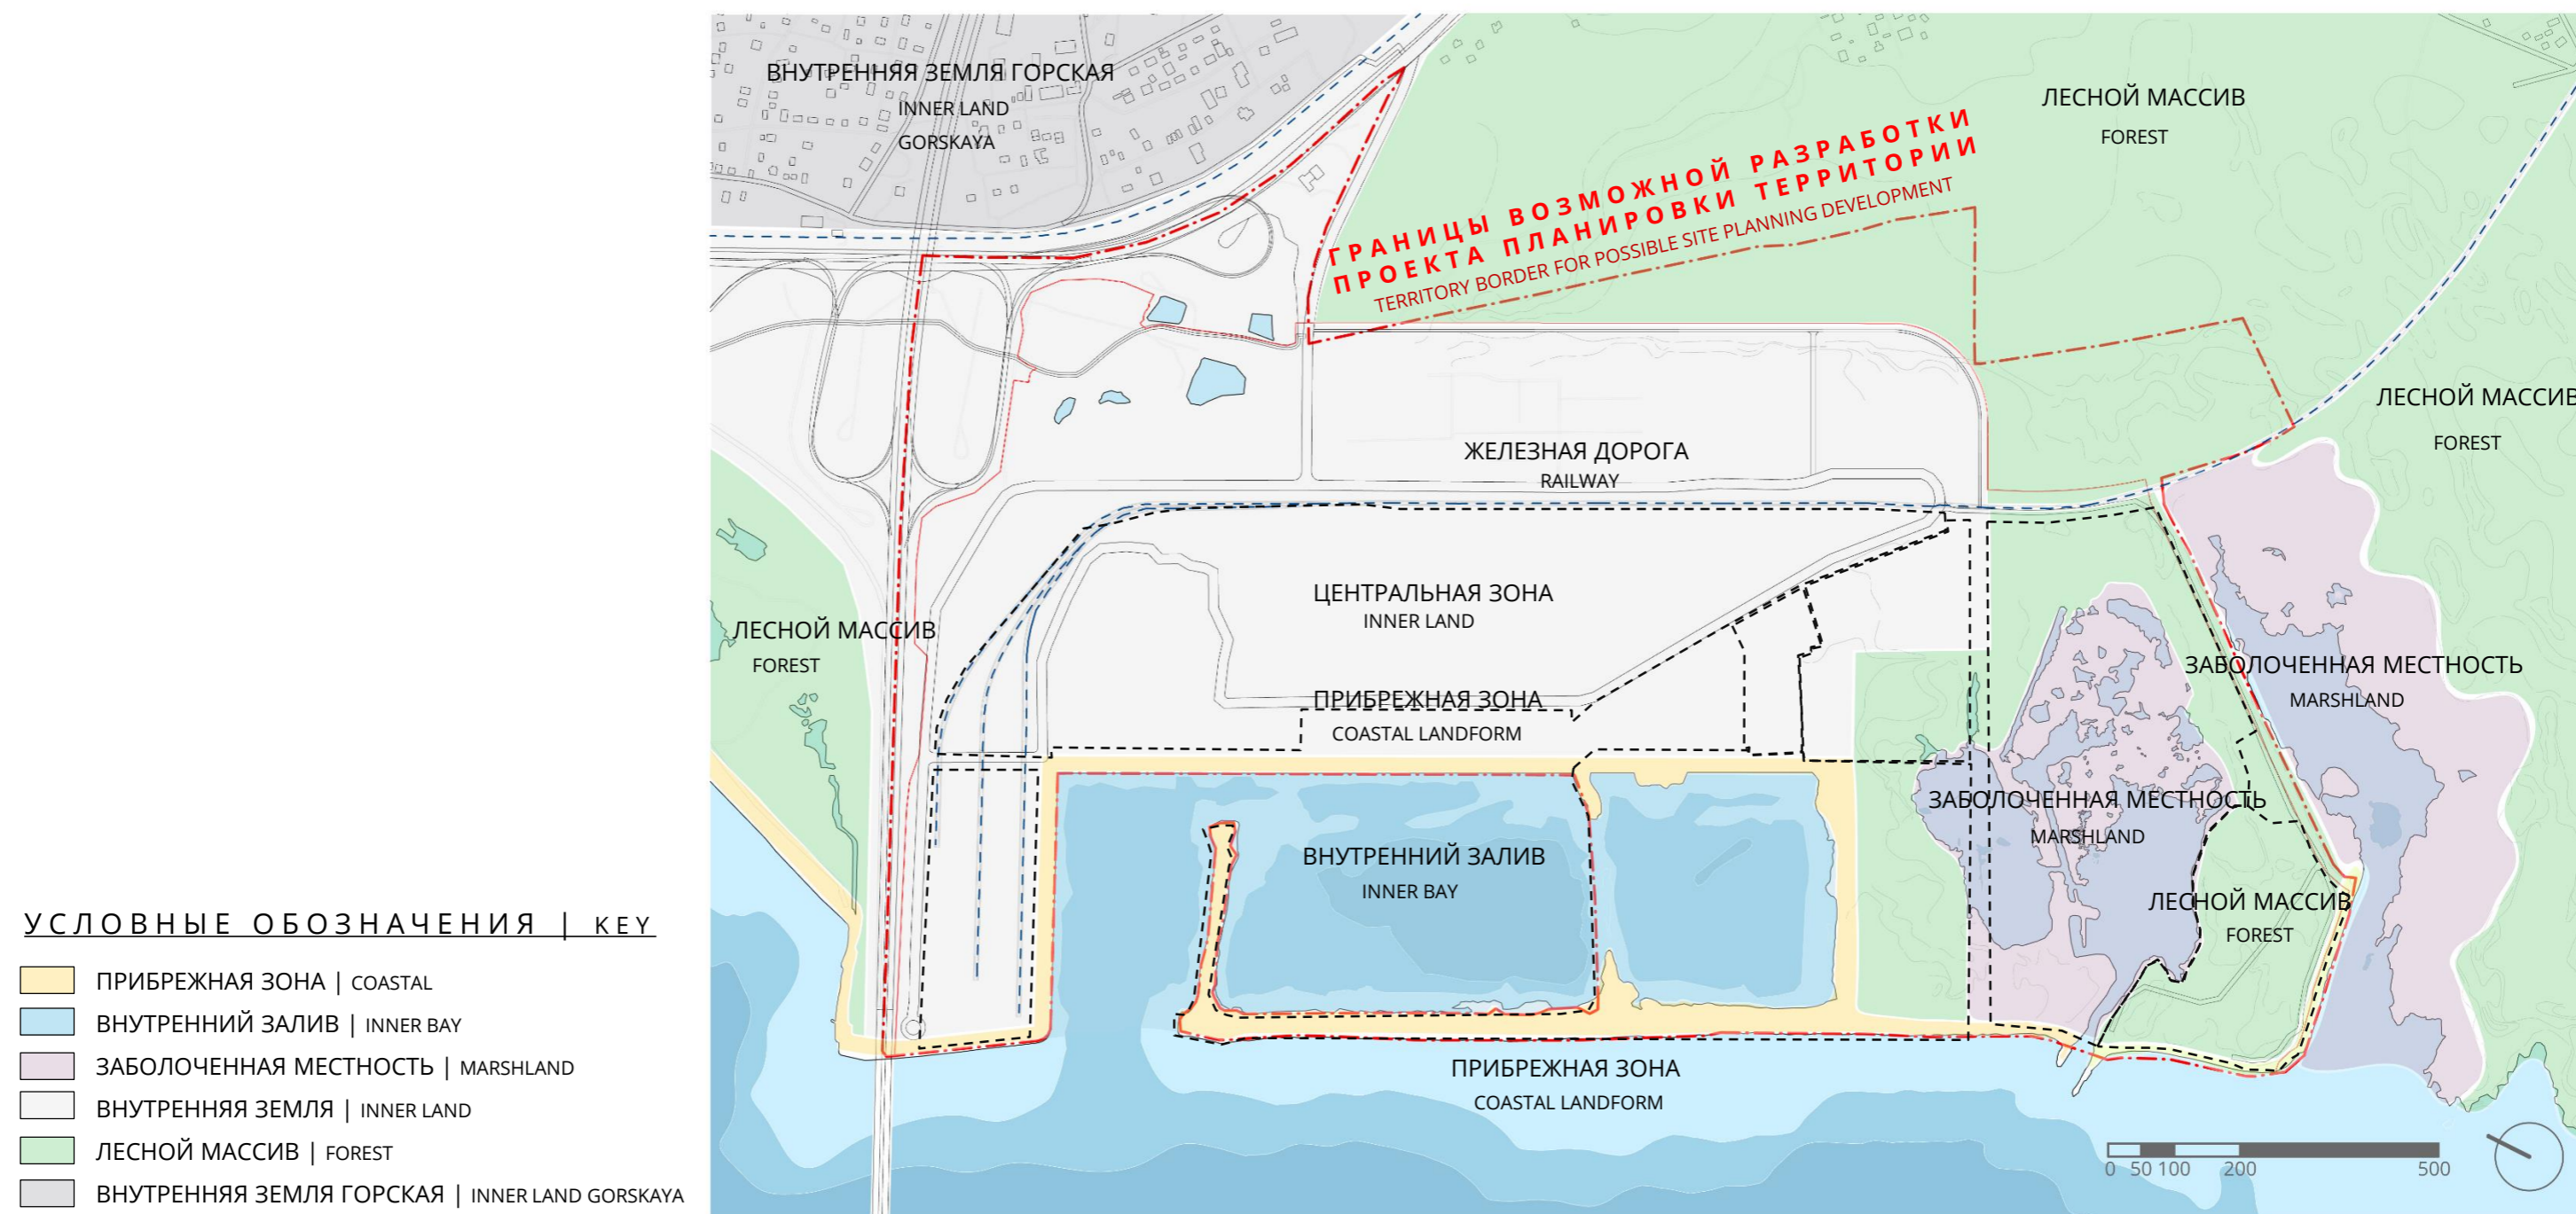 ВНУТРЕННЯЯ ЗЕМЛЯ ГОРСКАЯ
INNER LAND
GORSKAYA
ЛЕСНОЙ МАССИВ
FOREST
ГРАНИЦЫ ВОЗМОЖНОЙ РАЗРАБОТКИ
ПРОЕКТА ПЛАНИРОВКИ ТЕРРИТОРИИ
TERRITORY BORDER FOR POSSIBLE SITE PLANNING DEVELOPMENT
ЛЕСНОЙ МАССИВ
FOREST
ЖЕЛЕЗНАЯ ДОРОГА
RAILWAY
ЦЕНТРАЛЬНАЯ ЗОНА
INNER LAND
ЛЕСНОЙ МАССИВ
FOREST
ЗАБОЛОЧЕННАЯ МЕСТНОСТЬ
MARSHLAND
ПРИБРЕЖНАЯ ЗОНА
COASTAL LANDFORM
ЗАБОЛОЧЕННАЯ МЕСТНОСТЬ
MARSHLAND
ВНУТРЕННИЙ ЗАЛИВ
INNER BAY
ЛЕСНОЙ МАССИВ
FOREST
ПРИБРЕЖНАЯ ЗОНА
COASTAL LANDFORM
УСЛОВНЫЕ ОБОЗНАЧЕНИЯ | KEY
ПРИБРЕЖНАЯ ЗОНА | COASTAL
ВНУТРЕННИЙ ЗАЛИВ | INNER BAY
ЗАБОЛОЧЕННАЯ МЕСТНОСТЬ | MARSHLAND
ВНУТРЕННЯЯ ЗЕМЛЯ | INNER LAND
ЛЕСНОЙ МАССИВ | FOREST
ВНУТРЕННЯЯ ЗЕМЛЯ ГОРСКАЯ | INNER LAND GORSKAYA
0 50 100 200 500